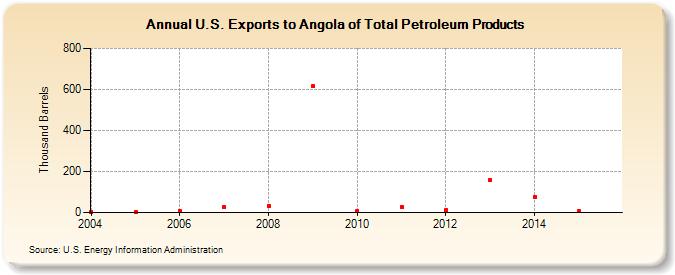 Annual U.S. Exports to Angola of Total Petroleum Products
Thousand Barrels
800
600
400
200
0
2004 2006 2008 2010 2012 2014
Source: U.S. Energy Information Administration